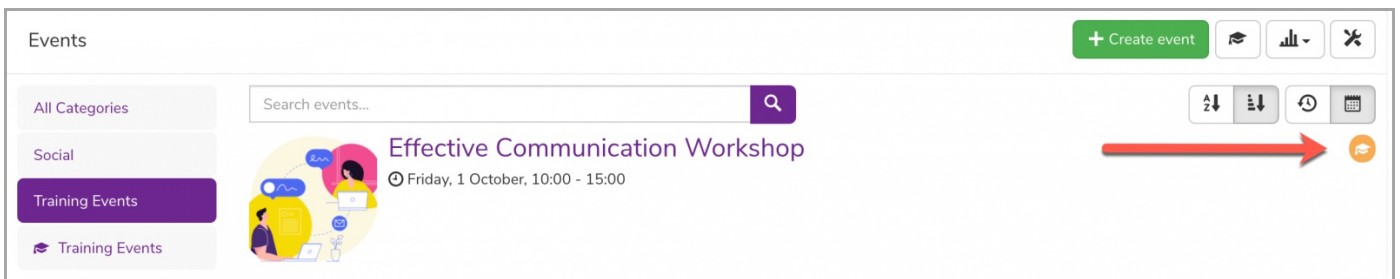 Events
+ Create event
All Categories
Search events...
Social
Effective Communication Workshop
Friday, 1 October, 10:00 - 15:00
Training Events
Training Events